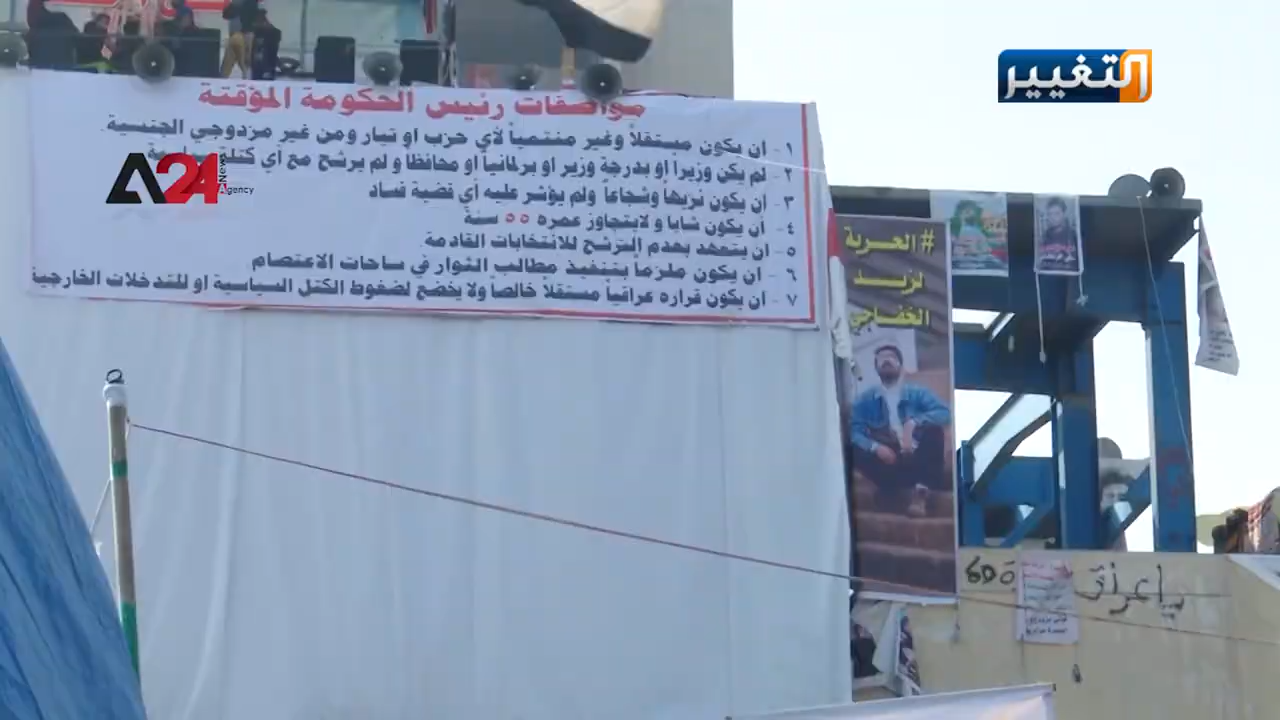 التغيير
مواصفات رئيس الحكومة المؤقتة
١- ان يكون مستقلاً وغير منتمياً لأي حزب او تيار ومن غير مزدوجي الجنسية.
٢- لم يكن وزيراً او بدرجة وزير او برلمانياً او محافظا و لم يرشح مع أي كتلة
٣- ان يكون نزيهاً وشجاعاً ولم يؤشر عليه أي قضية فساد
٤- ان يكون شابا و لايتجاوز عمره ٥٥ سنة
٥- ان يتعهد بعدم الترشح للانتخابات القادمة.
٦- ان يكون ملزما بتنفيذ مطالب الثوار في ساحات الاعتصام
٧- ان يكون قراره عراقياً مستقلاً خالصا ولا يخضع لضغوط الكتل السياسية او للتدخلات الخارجية
A24 News Agency
#الحرية
لزيد
الخفاجي
ياعراق